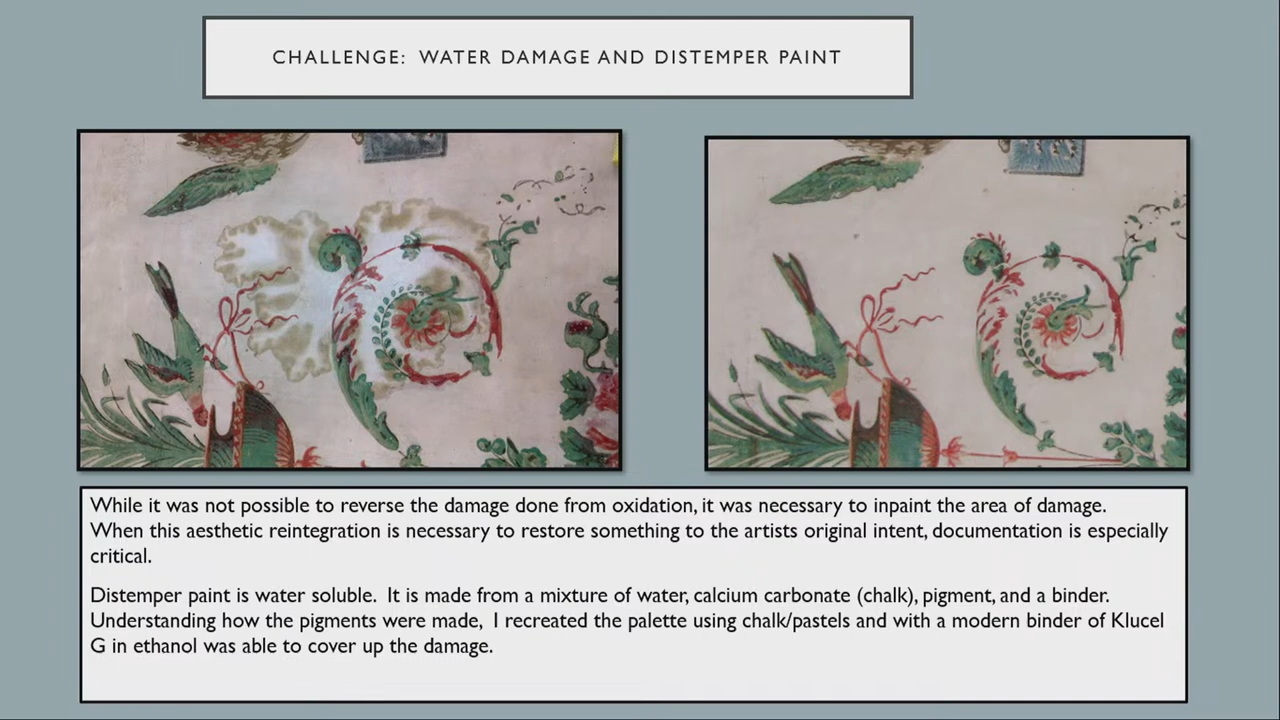 CHALLENGE: WATER DAMAGE AND DISTEMPER PAINT
While it was not possible to reverse the damage done from oxidation, it was necessary to inpaint the area of damage.
When this aesthetic reintegration is necessary to restore something to the artists original intent, documentation is especially
critical.
Distemper paint is water soluble. It is made from a mixture of water, calcium carbonate (chalk), pigment, and a binder.
Understanding how the pigments were made, I recreated the palette using chalk/pastels and with a modern binder of Klucel
G in ethanol was able to cover up the damage.